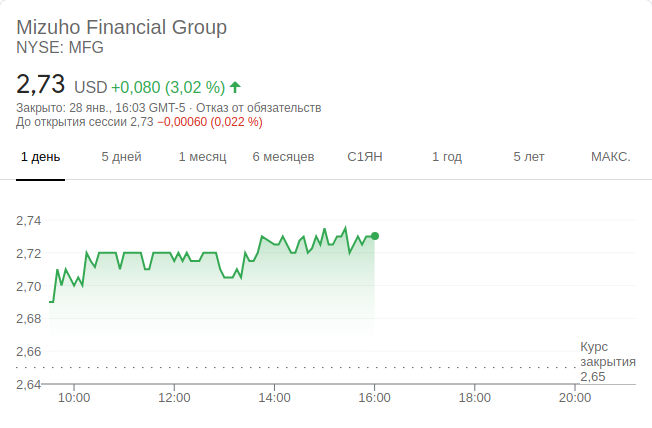 Mizuho Financial Group
NYSE: MFG
2,73 USD +0,080 (3,02 %)
Закрыто: 28 янв., 16:03 GMT-5 · Отказ от обязательств
До открытия сессии 2,73 −0,00060 (0,022 %)
1 день 5 дней 1 месяц 6 месяцев С1ЯН 1 год 5 лет МАКС.
2,74
2,72
2,70
2,68
2,66
Курс
закрытия
2,65
2,64
10:00 12:00 14:00 16:00 18:00 20:00